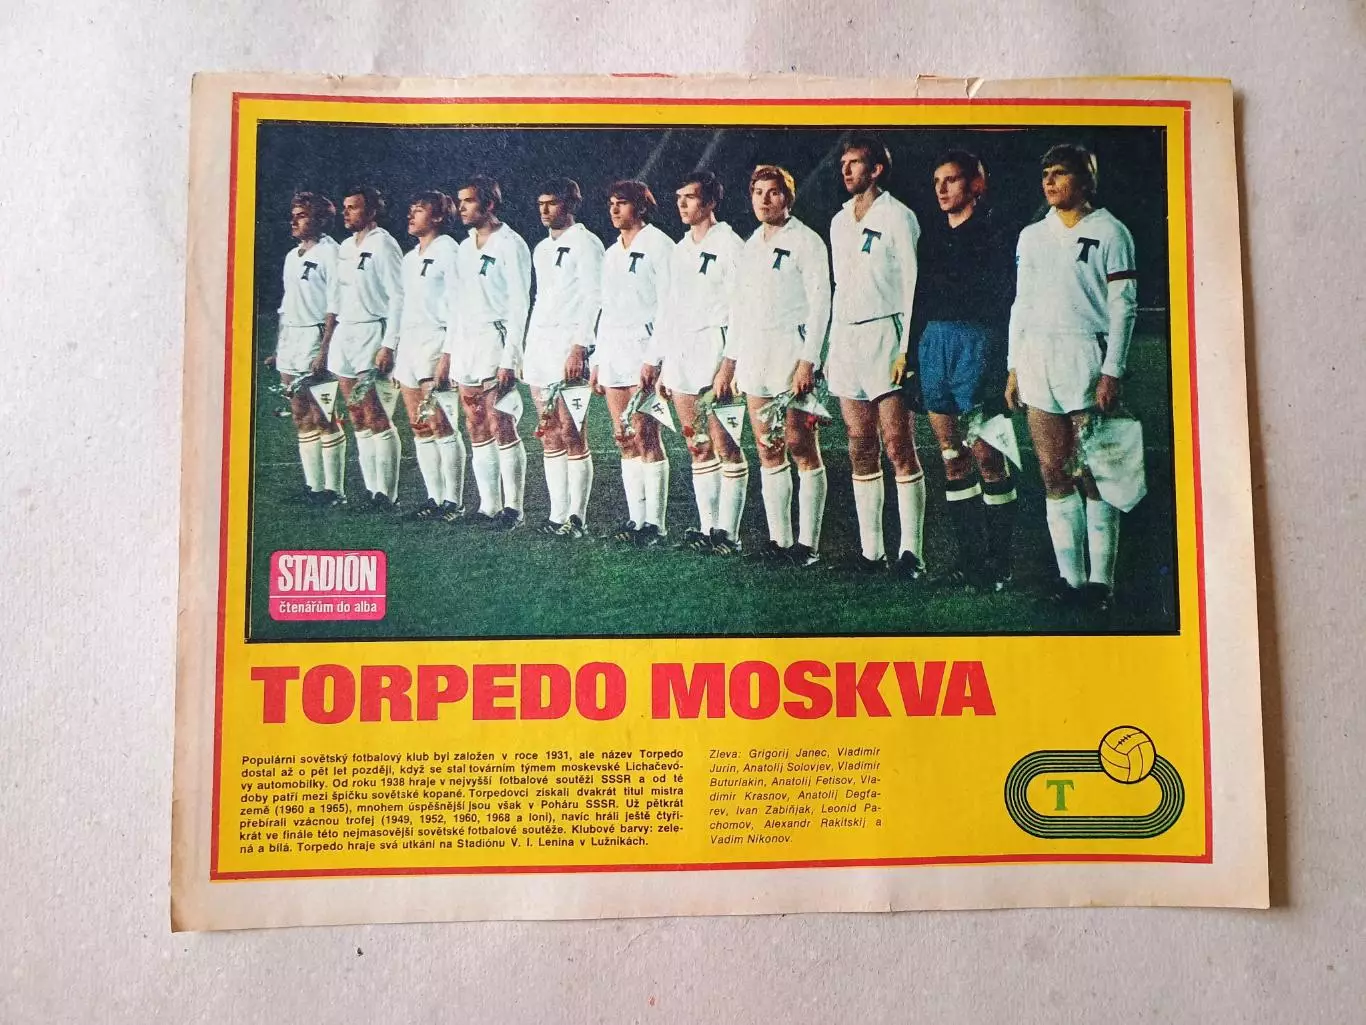 STADIÓN
čtenářům do alba
TORPEDO MOSKVA
Populární sovětský fotbalový klub byl založen v roce 1931, ale název Torpedo
dostal až o pět let později, když se stal továrním týmem moskevské Lichačevó-
vy automobilky. Od roku 1938 hraje v nejvyšší fotbalové soutěži SSSR a od té
doby patří mezi špičku sovětské kopané. Torpedovci získali dvakrát titul mistra
země (1960 a 1965), mnohem úspěšnější jsou však v Poháru SSSR. Už pětkrát
přebírali vzácnou trofej (1949, 1952, 1960, 1968 a loni), navíc hráli ještě čtyři-
krát ve finále této nejmasovější sovětské fotbalové soutěže. Klubové barvy: zele-
ná a bílá. Torpedo hraje svá utkání na Stadiónu V. I. Lenina v Lužníkách.
Zleva: Grigorij Janec, Vladimir
Jurin, Anatolij Solovjev, Vladimir
Buturlakin, Anatolij Fetisov, Vla-
dimir Krasnov, Anatolij Degťa-
rev, Ivan Zabiňjak, Leonid Pa-
chomov, Alexandr Rakitskij a
Vadim Nikonov.
T